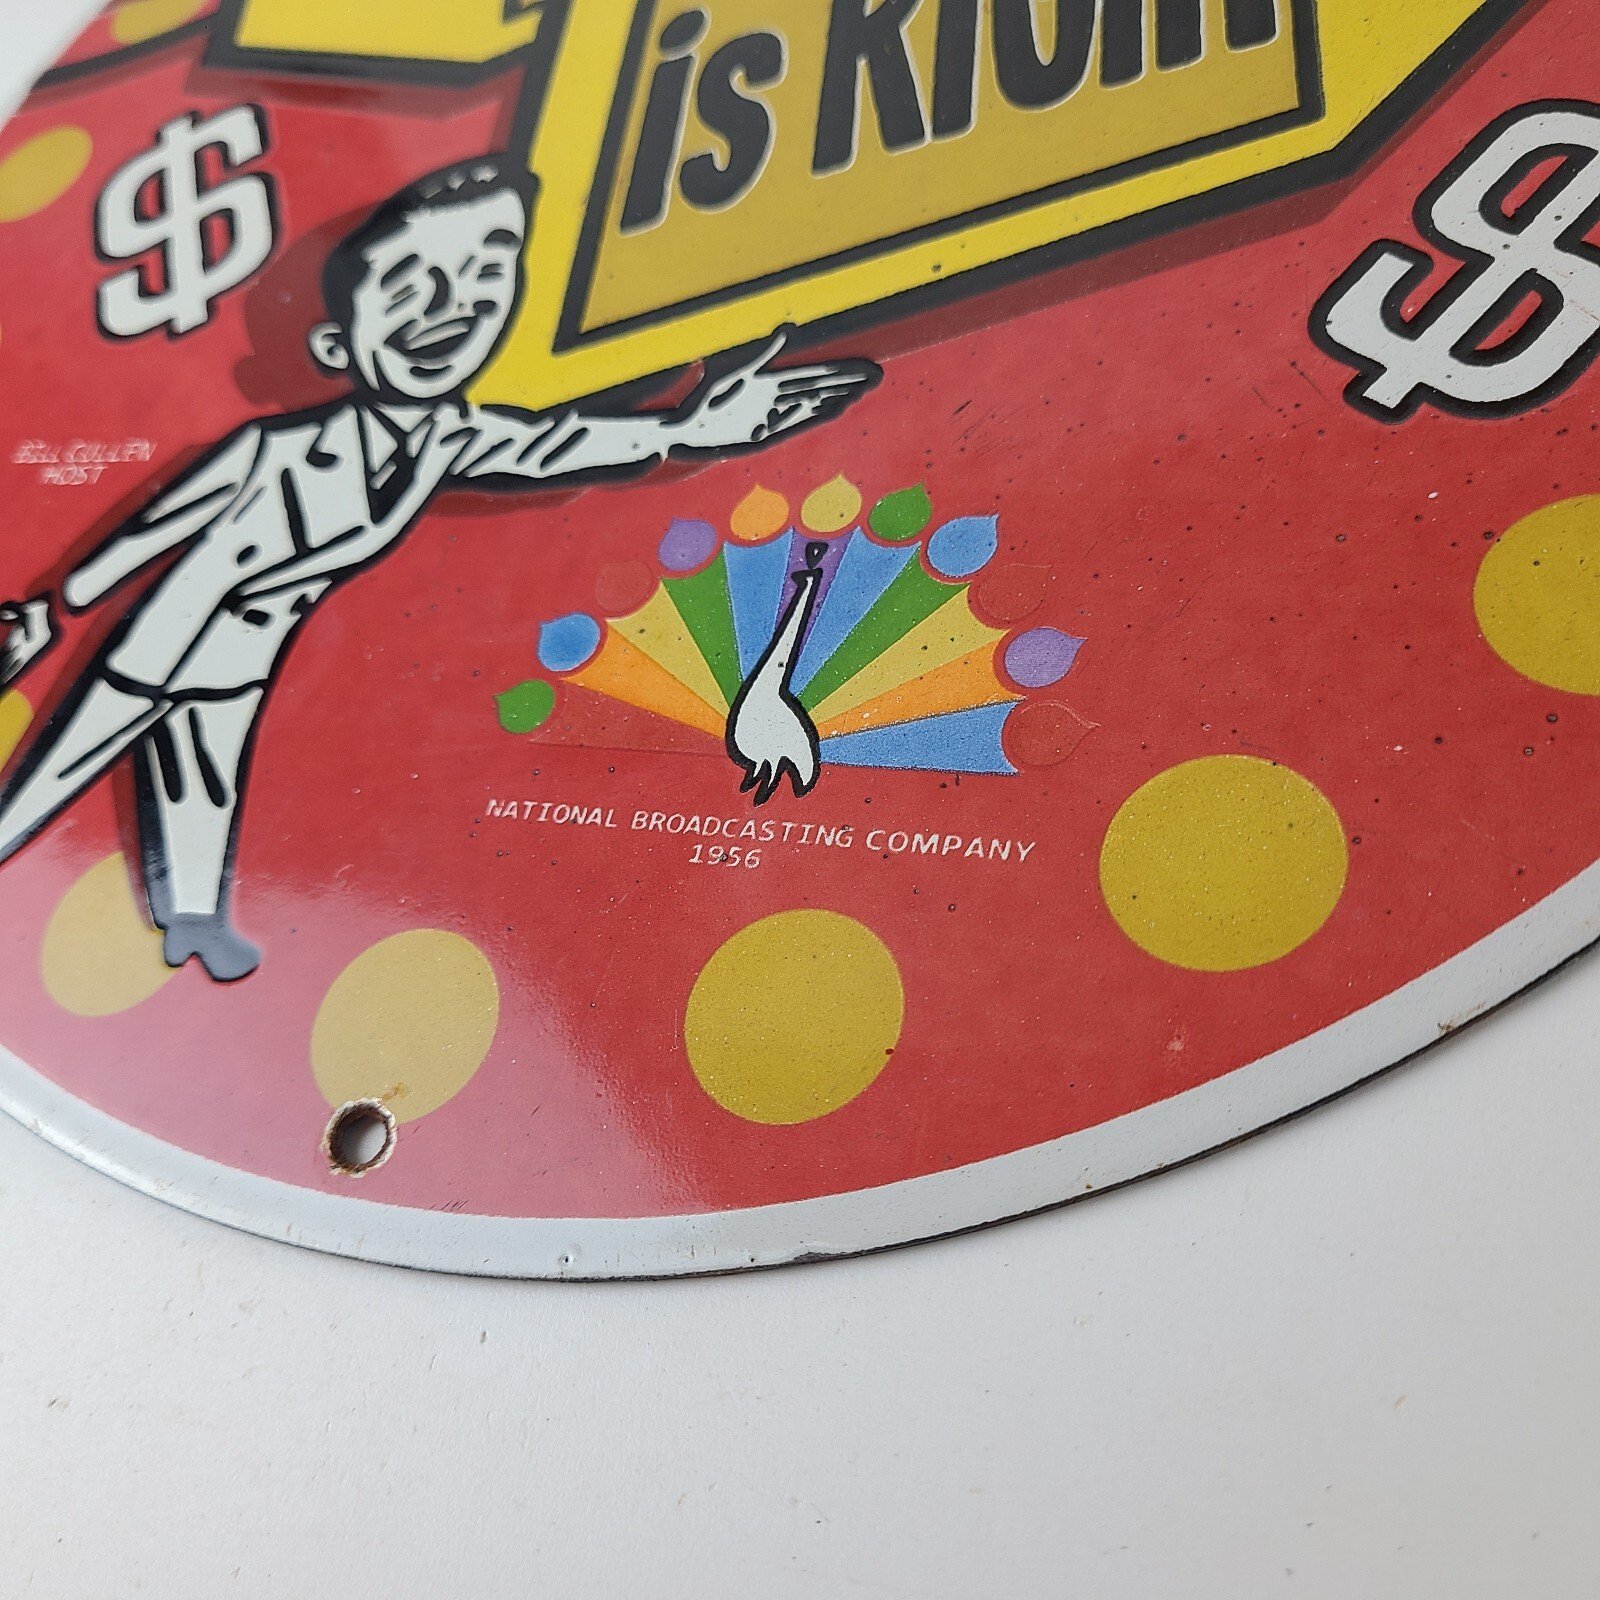 is Right
$
$
BILL CULLEN
HOST
NATIONAL BROADCASTING COMPANY
1956